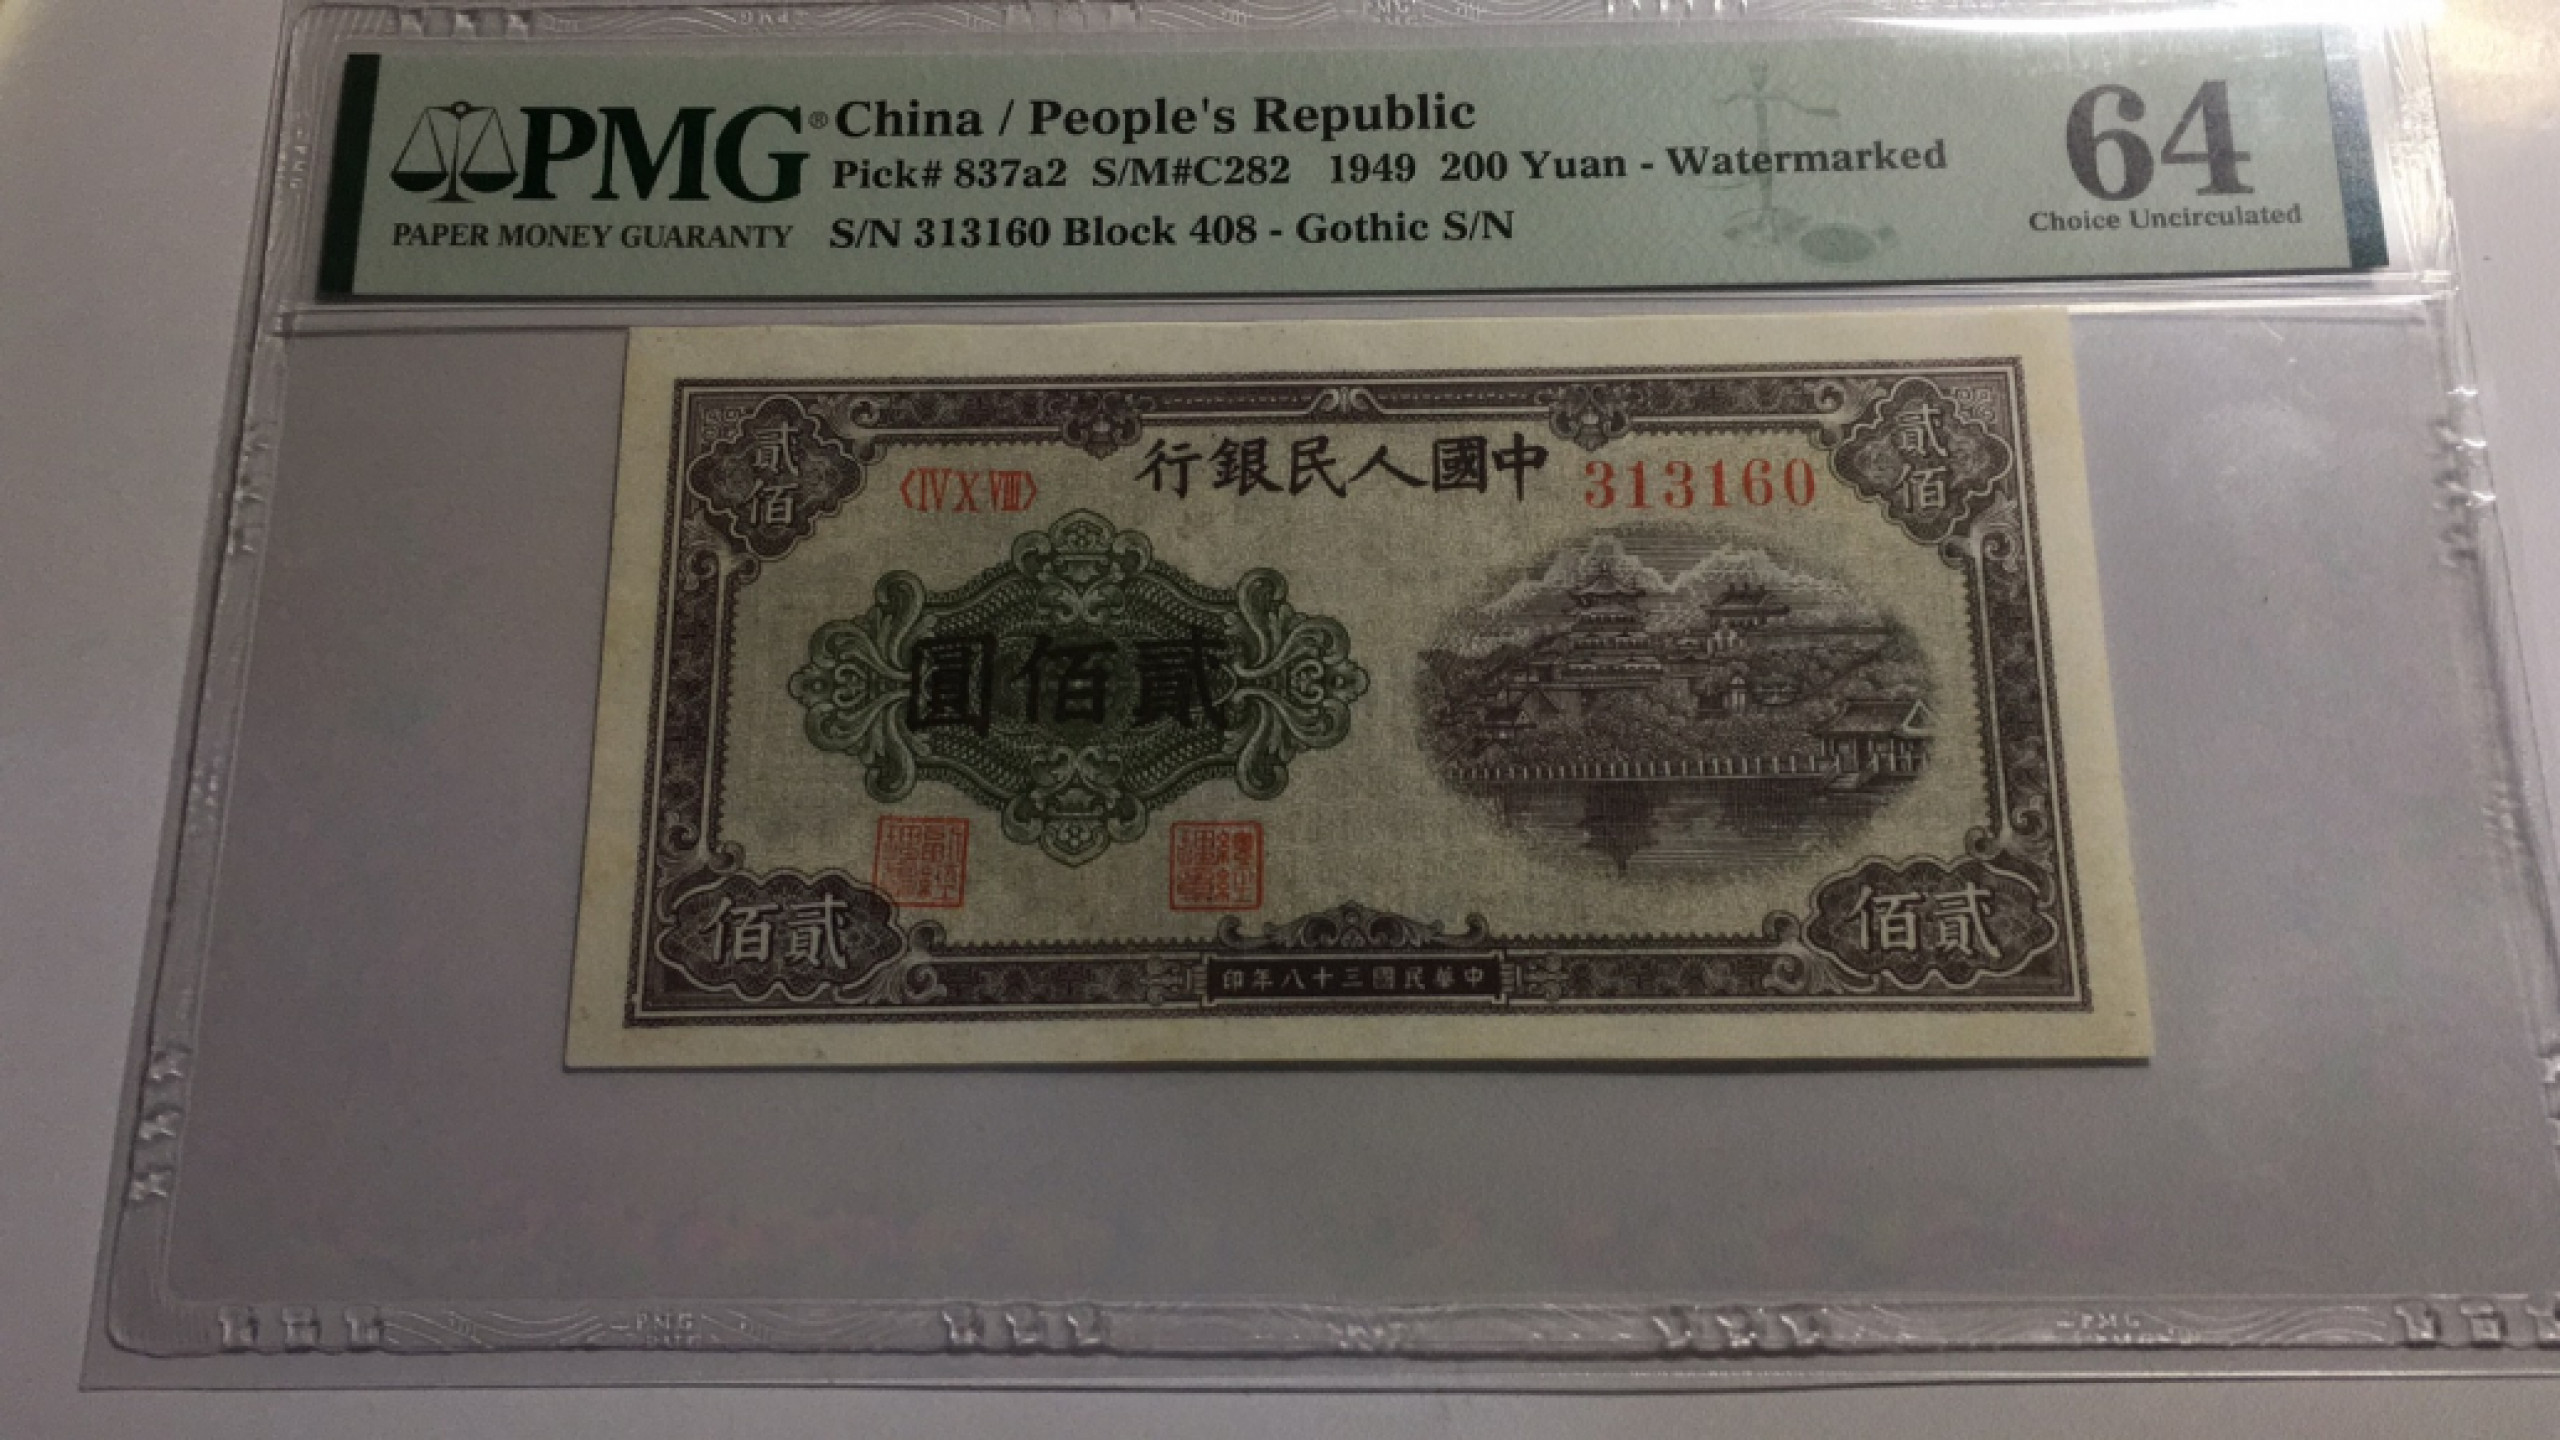 PMG® China / People's Republic
Pick# 837a2 S/M#C282 1949 200 Yuan - Watermarked
PAPER MONEY GUARANTY S/N 313160 Block 408 - Gothic S/N
64
Choice Uncirculated
貳佰
〈IV X VIII〉
行銀民人國中
313160
貳佰
圓佰貳
佰貳
佰貳
印年八十三國民華中
PMG
PMG